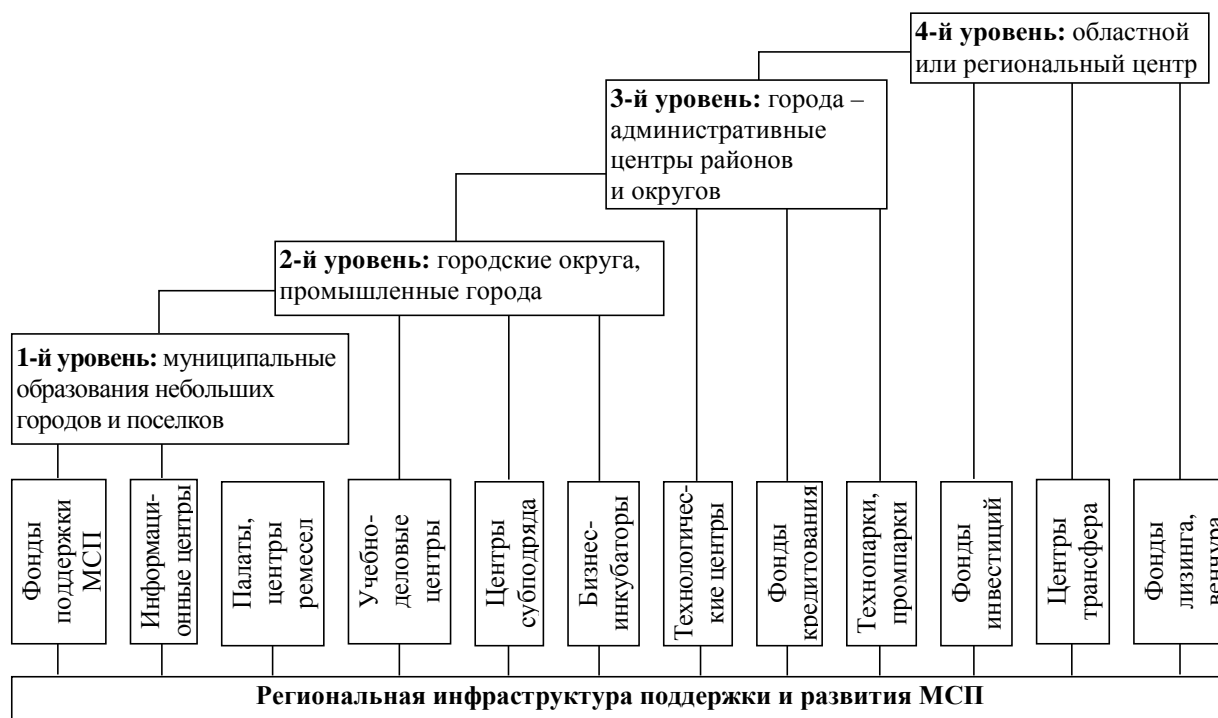 4-й уровень: областной
или региональный центр
3-й уровень: города –
административные
центры районов
и округов
2-й уровень: городские округа,
промышленные города
1-й уровень: муниципальные
образования небольших
городов и поселков
Фонды
поддержки
МСП
Информаци-
онные центры
Палаты,
центры
ремесел
Учебно-
деловые
центры
Центры
субподряда
Бизнес-
инкубаторы
Технологичес-
кие центры
Фонды
кредитования
Технопарки,
промпарки
Фонды
инвестиций
Центры
трансфера
Фонды
лизинга,
венчура
Региональная инфраструктура поддержки и развития МСП